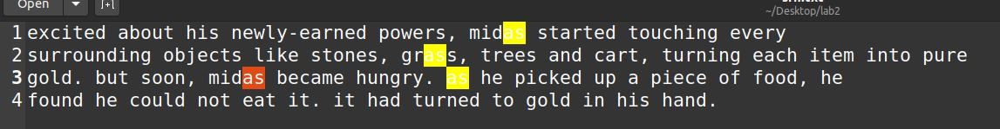 Open
~/Desktop/lab2
1 excited about his newly-earned powers, midas started touching every
2 surrounding objects like stones, grass, trees and cart, turning each item into pure
3 gold. but soon, midas became hungry. as he picked up a piece of food, he
4 found he could not eat it. it had turned to gold in his hand.